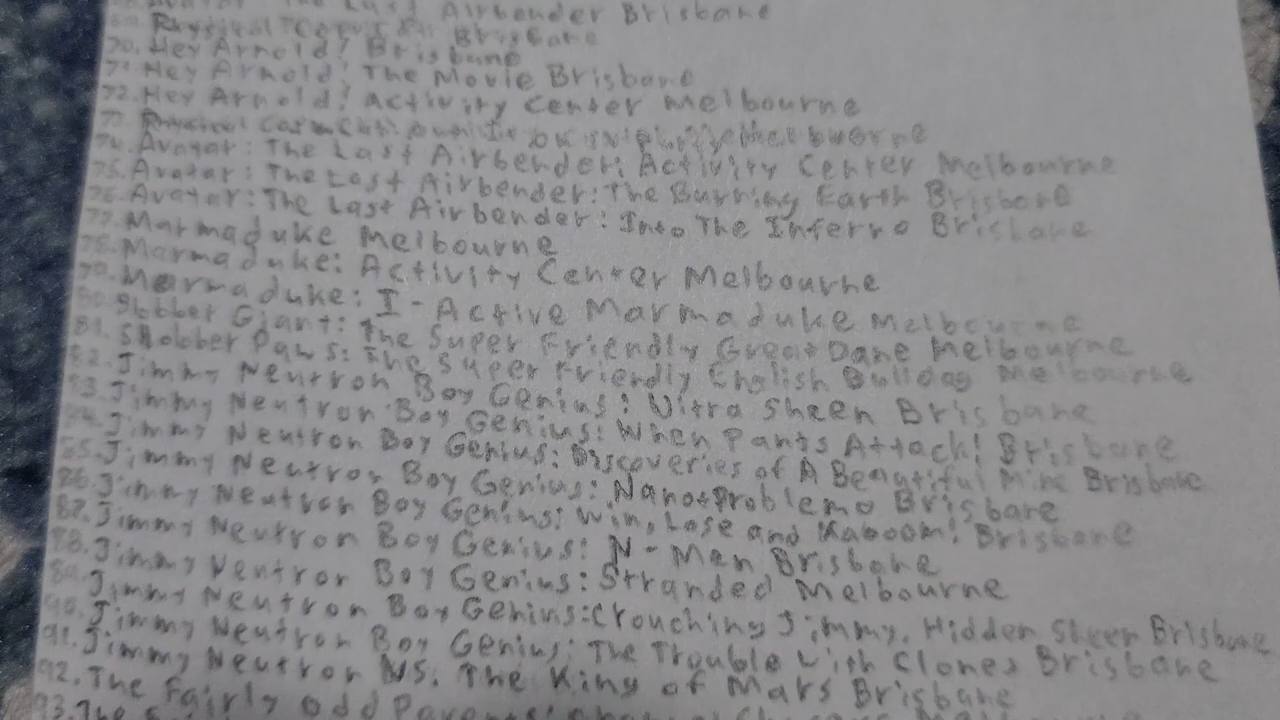 Avatar The Last Airbender Brisbane
Brisbane
70. Hey Arnold! Brisbane
71. Hey Arnold! The Movie Brisbane
72. Hey Arnold! Activity Center Melbourne
Melbourne
74. Avatar: The Last Airbender: Activity Center Melbourne
75. Avatar: The Last Airbender: The Burning Earth Brisbane
76. Avatar: The Last Airbender: Into The Inferno Brisbane
77. Marmaduke Melbourne
78. Marmaduke: Activity Center Melbourne
79. Marmaduke: I-Active Marmaduke Melbourne
80. Slobber Giant: The Super Friendly Great Dane Melbourne
81. Slobber Paws: The Super Friendly English Bulldog Melbourne
82. Jimmy Neutron Boy Genius: Ultra Sheen Brisbane
83. Jimmy Neutron Boy Genius: When Pants Attack! Brisbane
84. Jimmy Neutron Boy Genius: Discoveries of A Beautiful Mine Brisbane
85. Jimmy Neutron Boy Genius: Nano+Problemo Brisbane
86. Jimmy Neutron Boy Genius: Win, Lose and Kaboom! Brisbane
87. Jimmy Neutron Boy Genius: N-Men Brisbane
88. Jimmy Neutron Boy Genius: Stranded Melbourne
89. Jimmy Neutron Boy Genius: Crouching Jimmy, Hidden Sheen Brisbane
90. Jimmy Neutron Boy Genius: The Trouble With Clones Brisbane
91. Jimmy Neutron VS. The King of Mars Brisbane
92. The Fairly Odd Parents:
93. The